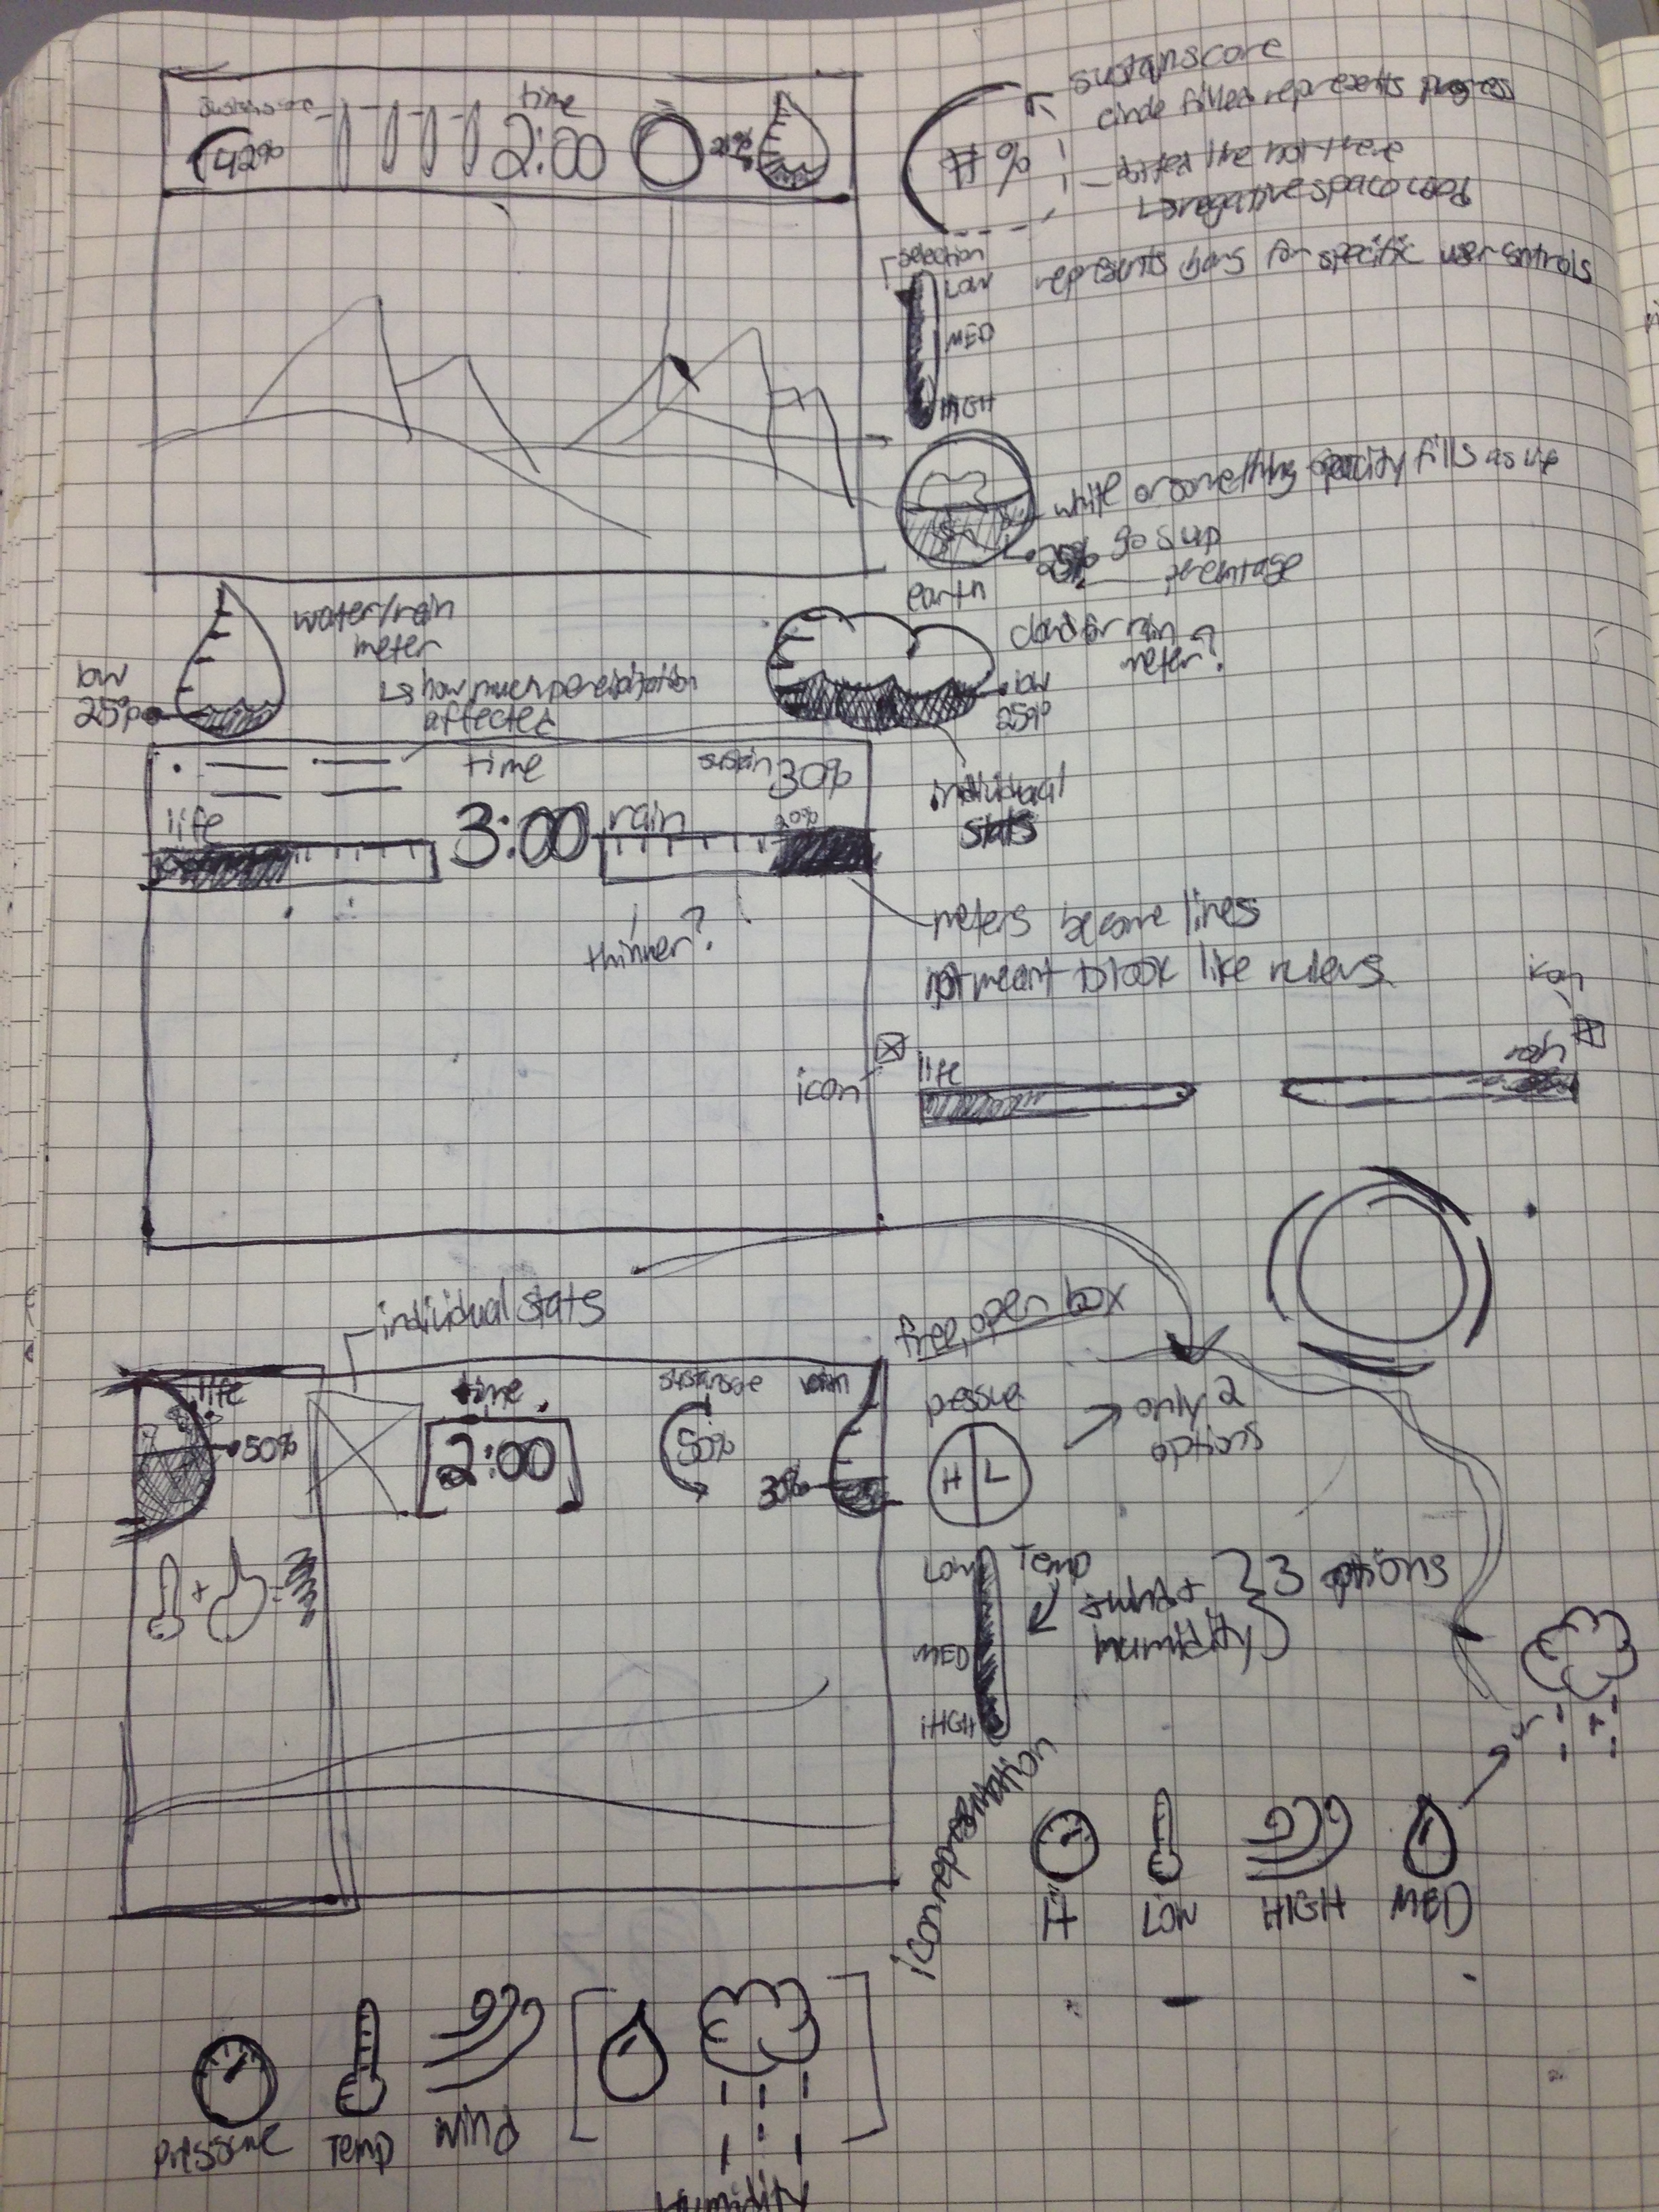 sustainscore
42%
time
2:00
sustainscore
circle filled represents progress
#%
dotted line not there
↳ negative space used
selection
LOW
MED
HIGH
represents bars for specific user controls
white or something opacity fills as life
goes up
25%
percentage
earth
water/rain
meter
↳ how much
affected
low
25%
cloud for rain
meter?
low
25%
individual
stats
time
sustain 30%
life
3:00
rain
20%
thinner?
meters become lines
not meant to look like rulers
icon
icon
life
rain
individual stats
free, open box
life
50%
time
2:00
sustainscore
50%
rain
30%
pressure
H L
only 2
options
LOW
MED
HIGH
Temp
wind +
humidity
3 options
or
H
LOW
HIGH
MED
pressure
Temp
wind
Humidity